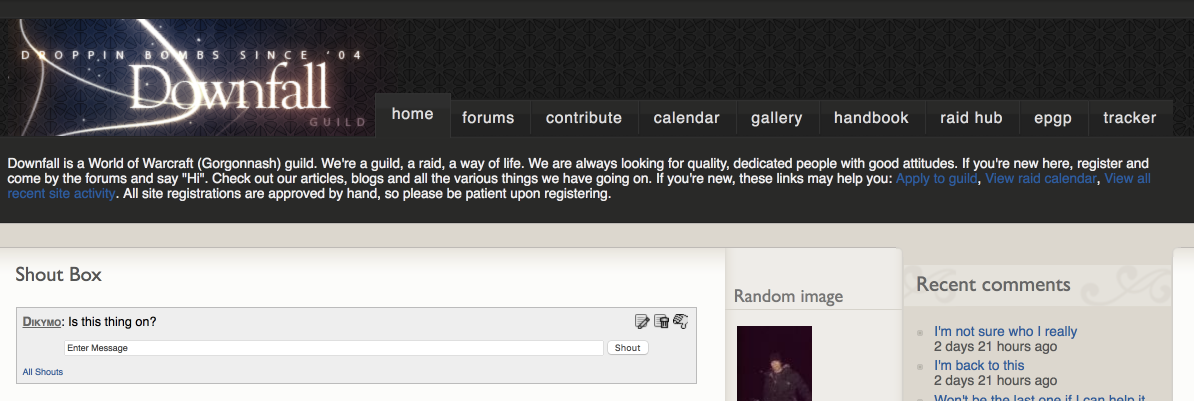 DROPPIN BOMBS SINCE '04
Downfall
GUILD
home
forums
contribute
calendar
gallery
handbook
raid hub
epgp
tracker
Downfall is a World of Warcraft (Gorgonnash) guild. We're a guild, a raid, a way of life. We are always looking for quality, dedicated people with good attitudes. If you're new here, register and
come by the forums and say "Hi". Check out our articles, blogs and all the various things we have going on. If you're new, these links may help you: Apply to guild, View raid calendar, View all
recent site activity. All site registrations are approved by hand, so please be patient upon registering.
Shout Box
Dikymo: Is this thing on?
Enter Message
Shout
All Shouts
Random image
Recent comments
I'm not sure who I really
2 days 21 hours ago
I'm back to this
2 days 21 hours ago
Won't be the last one if I can help it